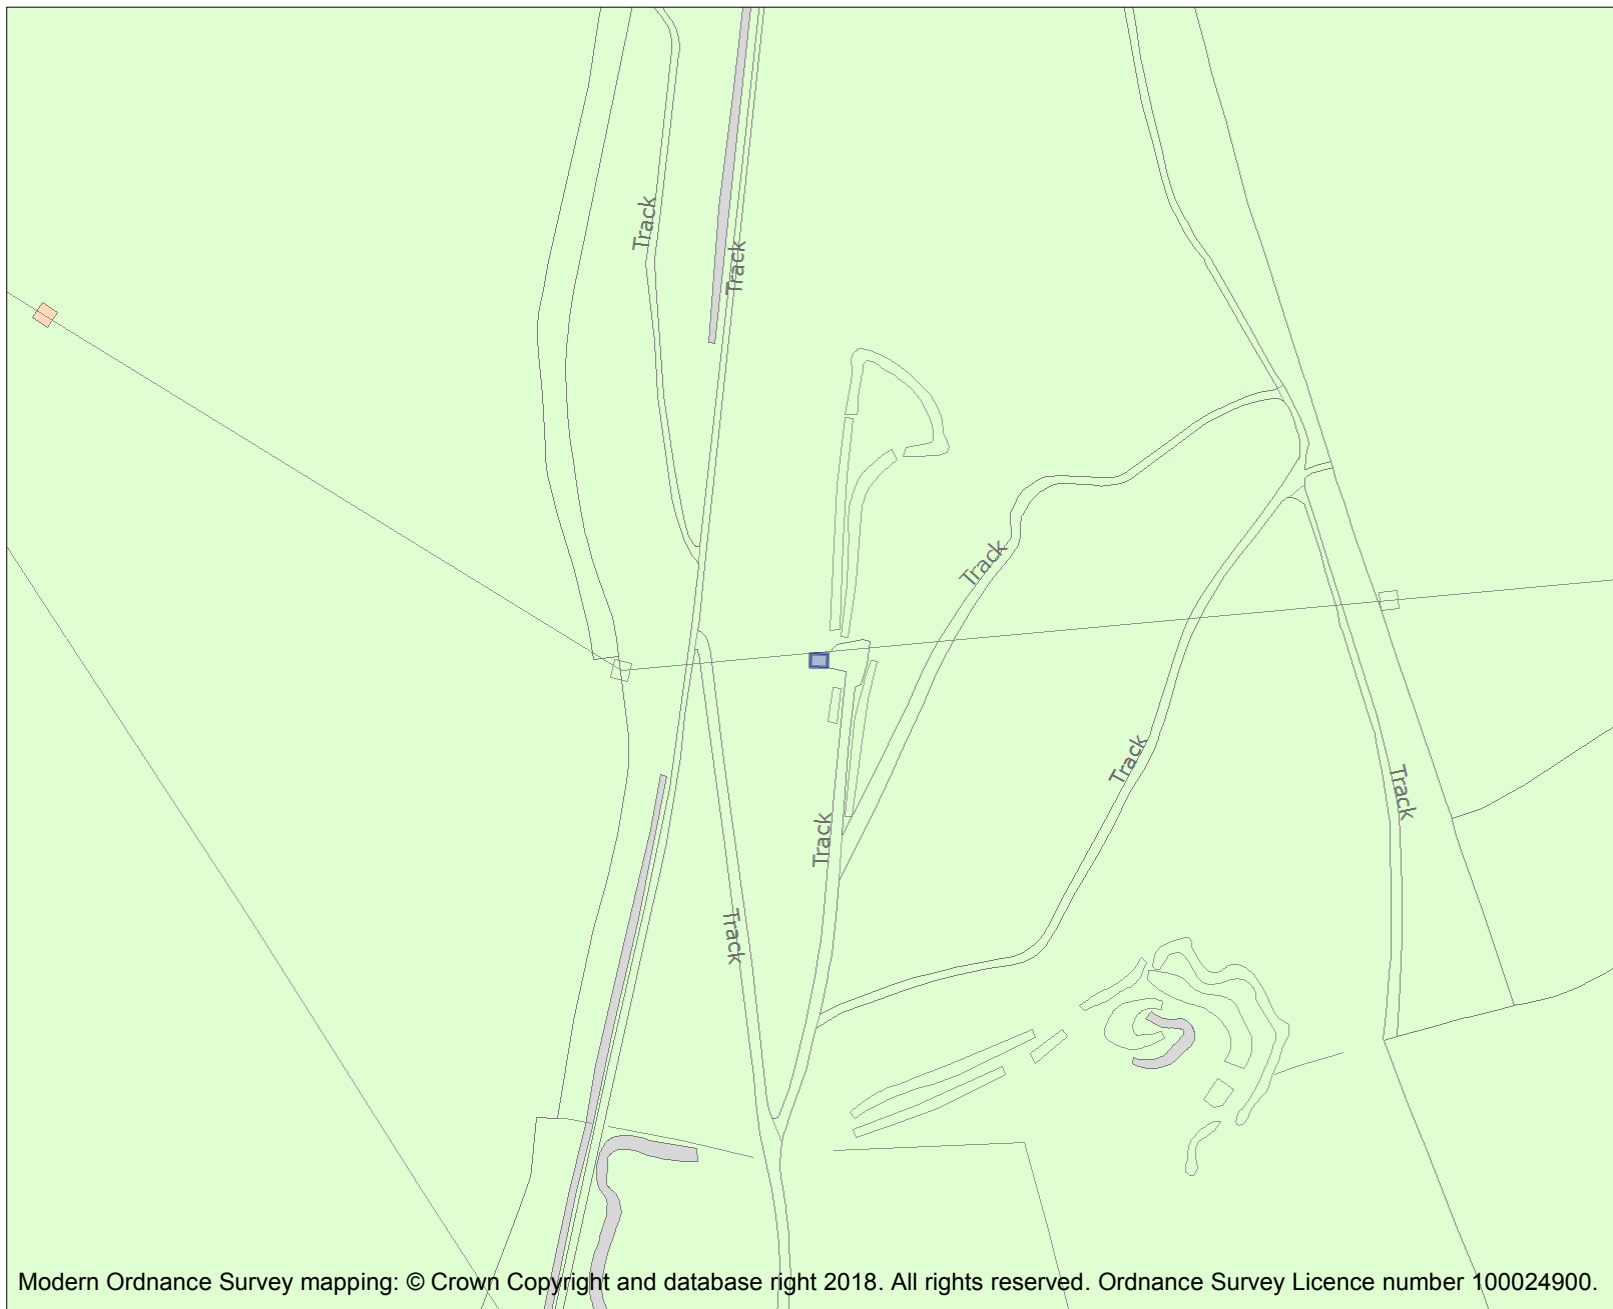 Track
Track
Track
Track
Track
Track
Track
Modern Ordnance Survey mapping: © Crown Copyright and database right 2018. All rights reserved. Ordnance Survey Licence number 100024900.